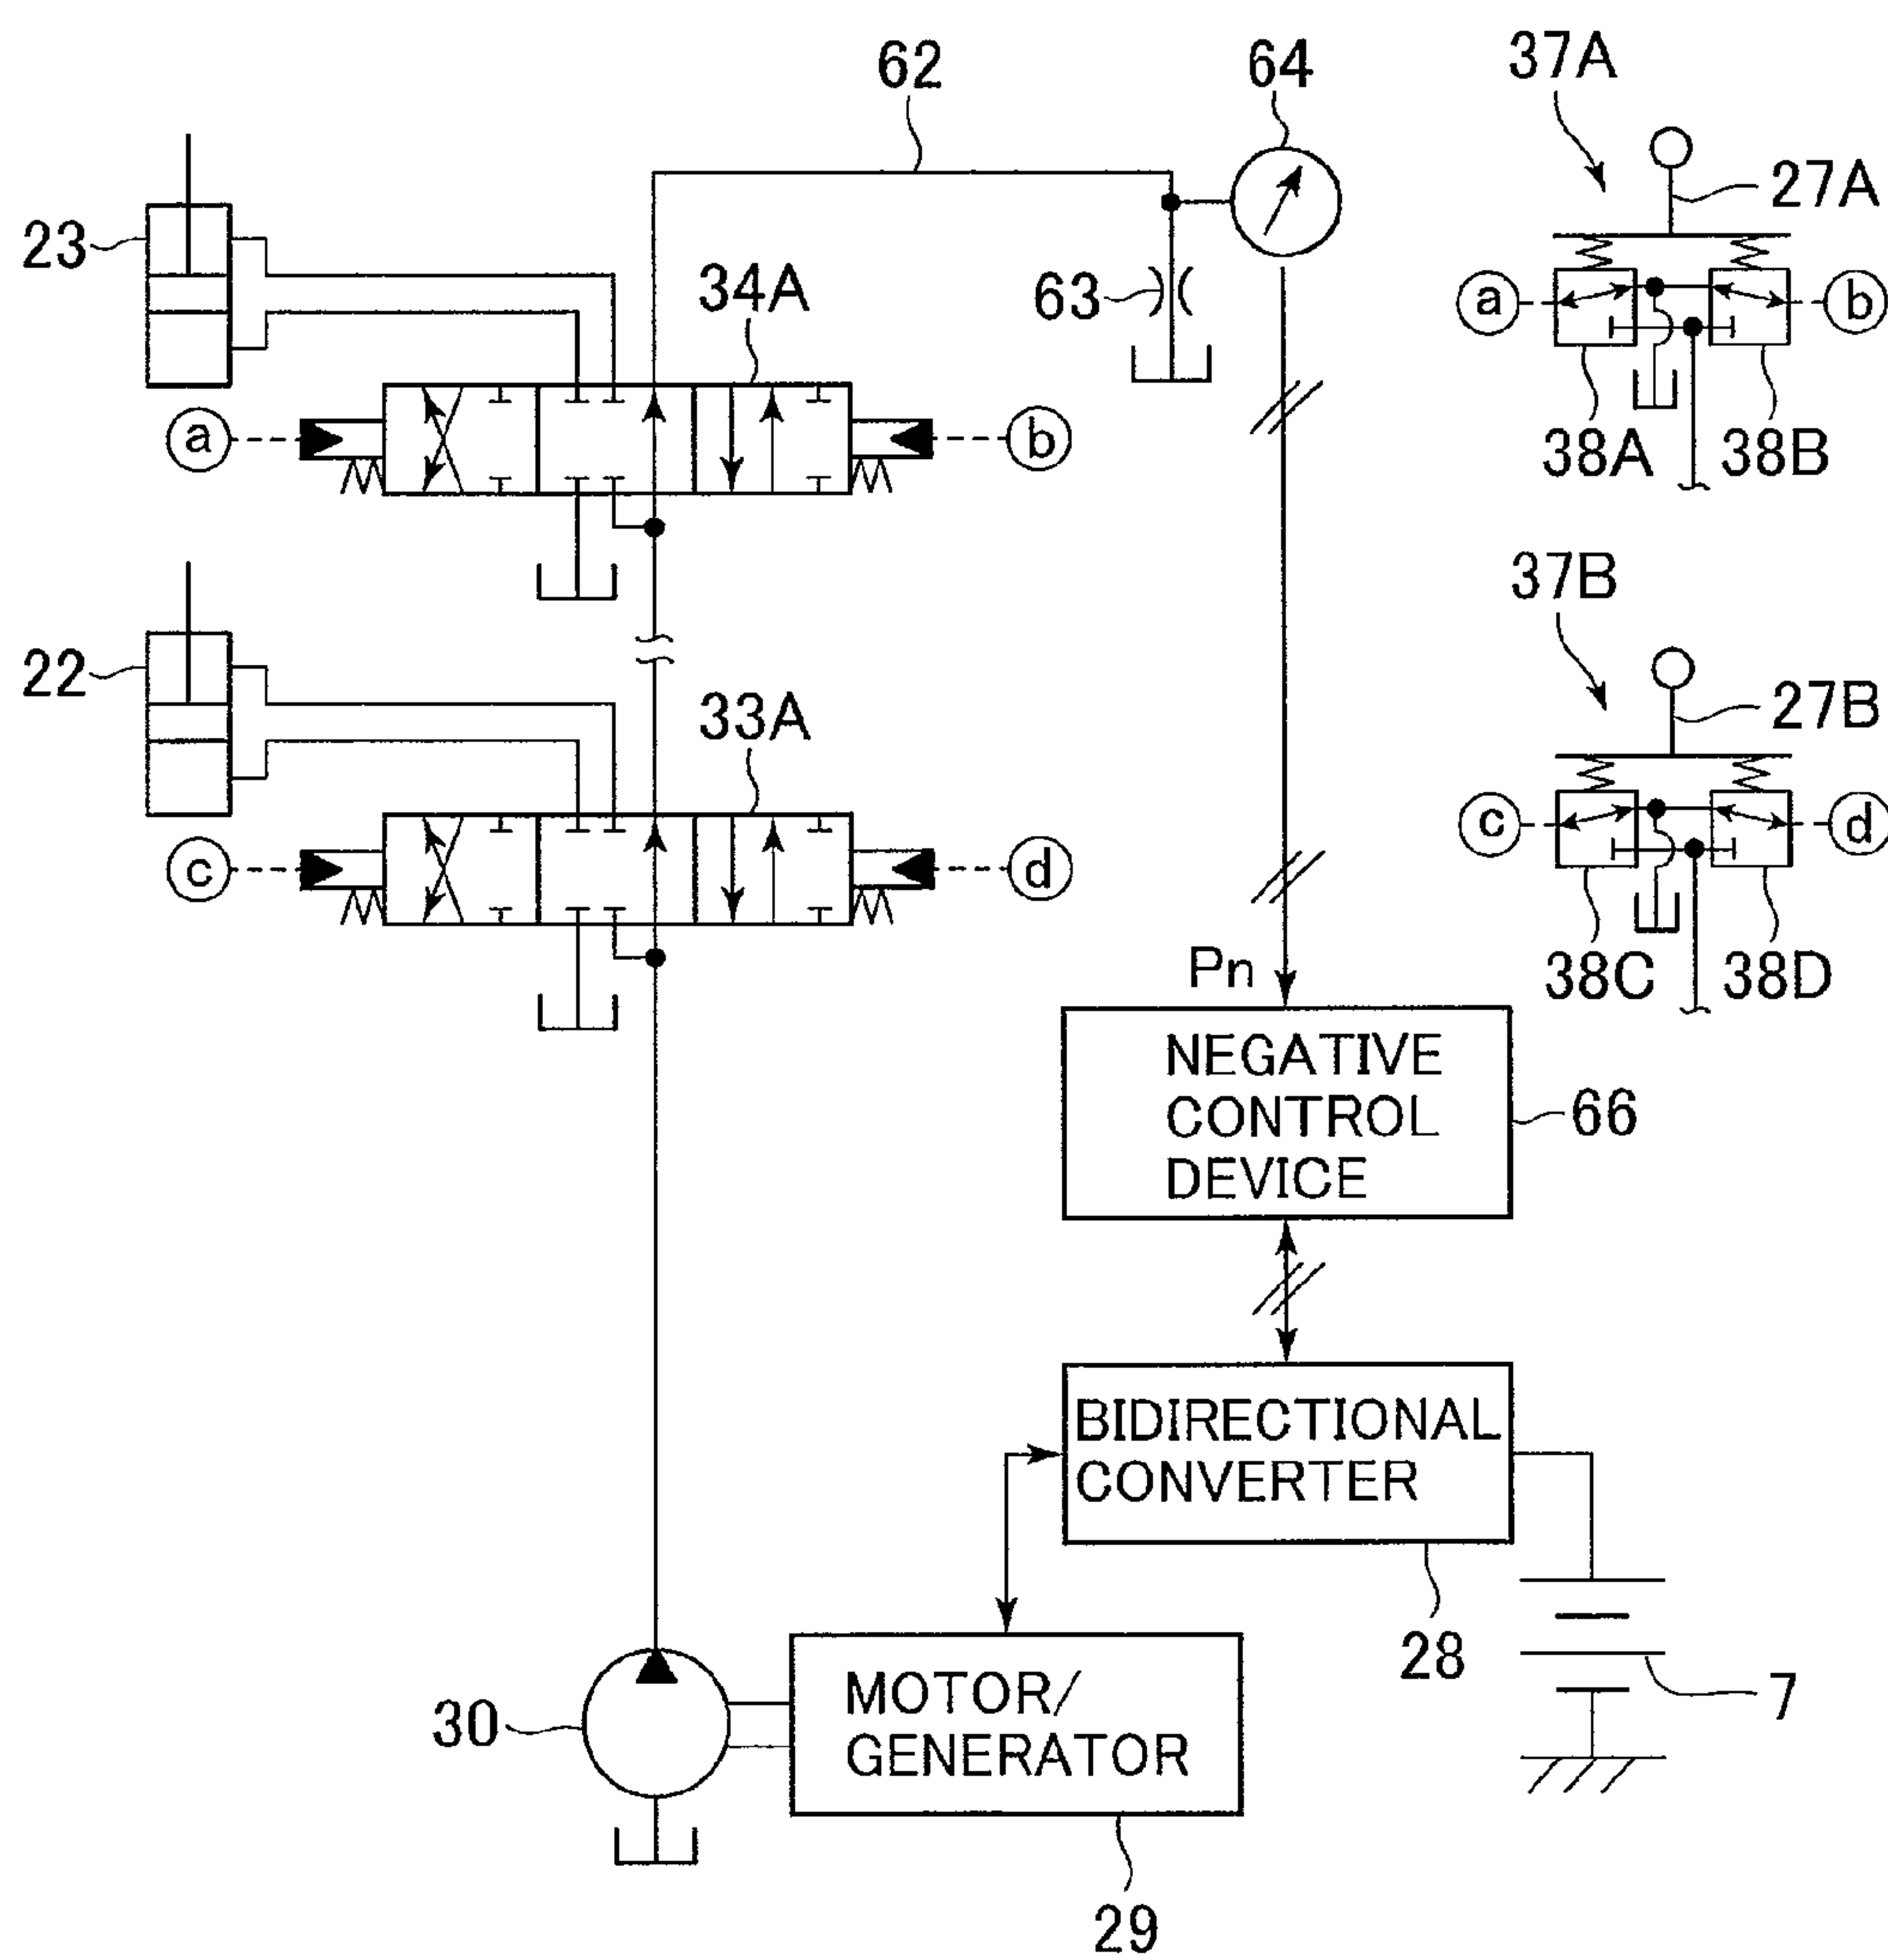 62
64
37A
27A
23
34A
63
a
b
38A
38B
a
b
37B
22
33A
27B
c
d
c
d
Pn
38C
38D
NEGATIVE
CONTROL
DEVICE
66
BIDIRECTIONAL
CONVERTER
28
7
30
MOTOR/
GENERATOR
29